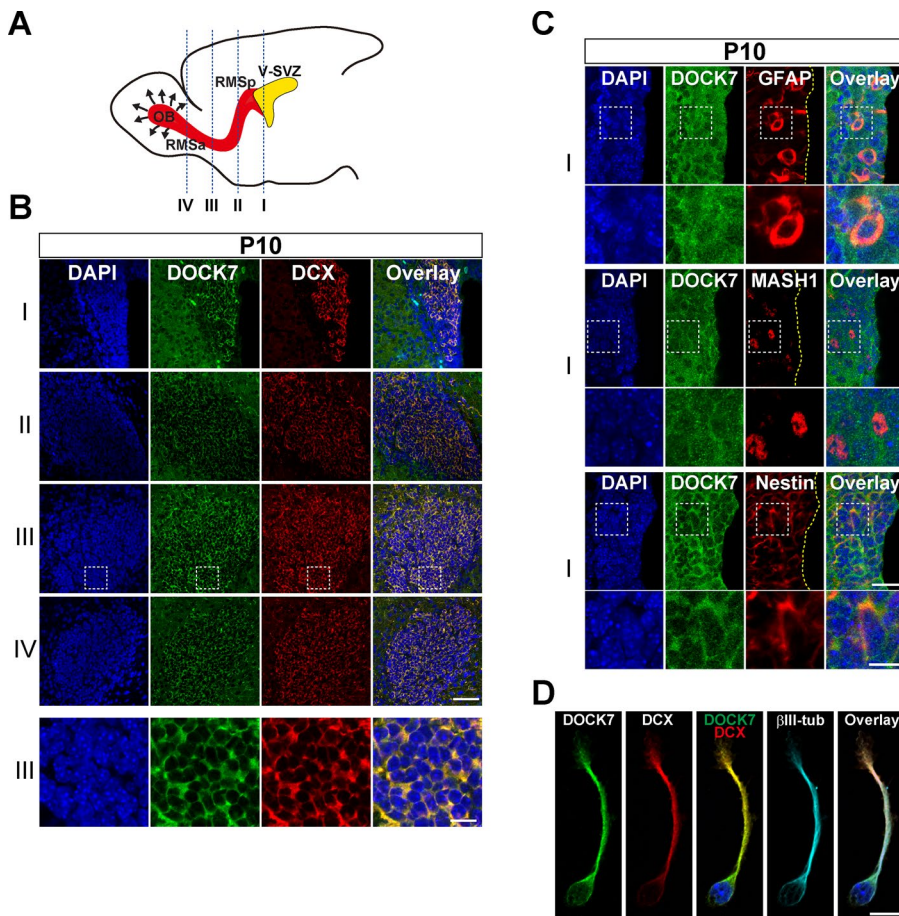 A
V-SVZ
RMSp
OB
RMSa
IV III II I
B
P10
DAPI DOCK7 DCX Overlay
I
II
III
IV
III
C
P10
DAPI DOCK7 GFAP Overlay
I
DAPI DOCK7 MASH1 Overlay
I
DAPI DOCK7 Nestin Overlay
I
D
DOCK7 DCX DOCK7 βIII-tub Overlay
DCX